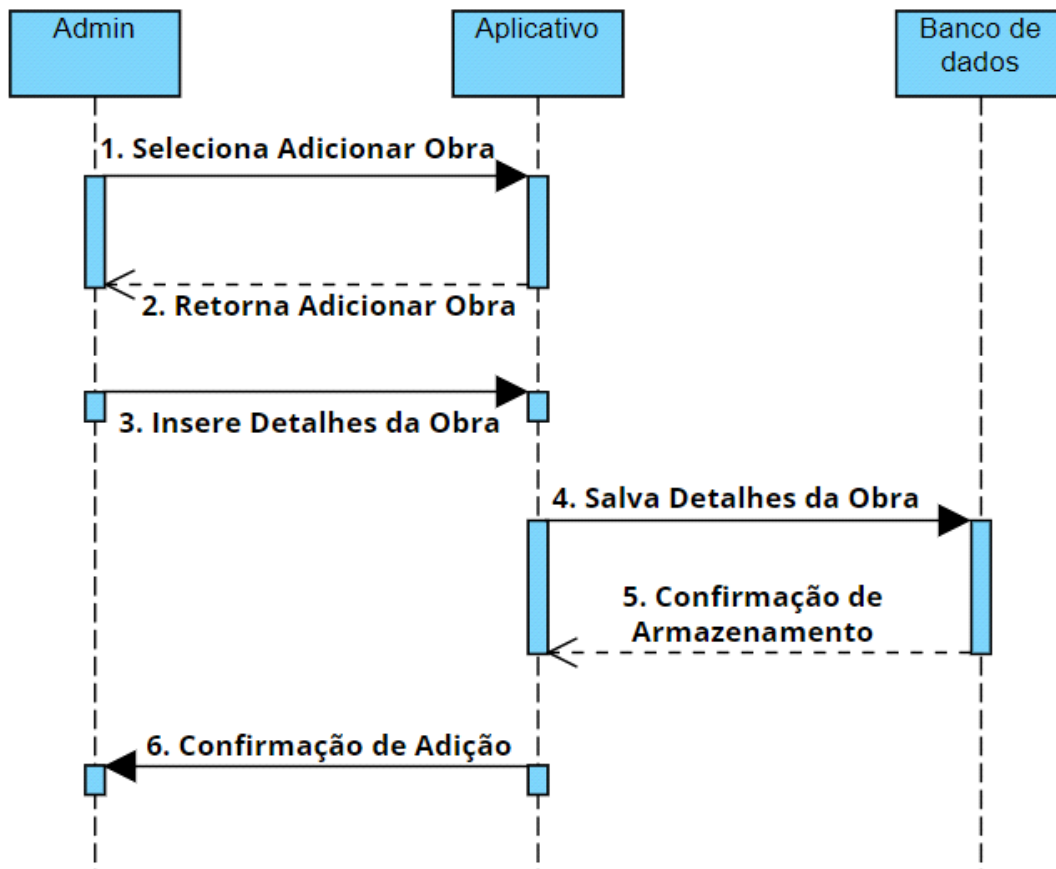 Admin
Aplicativo
Banco de
dados
1. Seleciona Adicionar Obra
2. Retorna Adicionar Obra
3. Insere Detalhes da Obra
4. Salva Detalhes da Obra
5. Confirmação de
Armazenamento
6. Confirmação de Adição